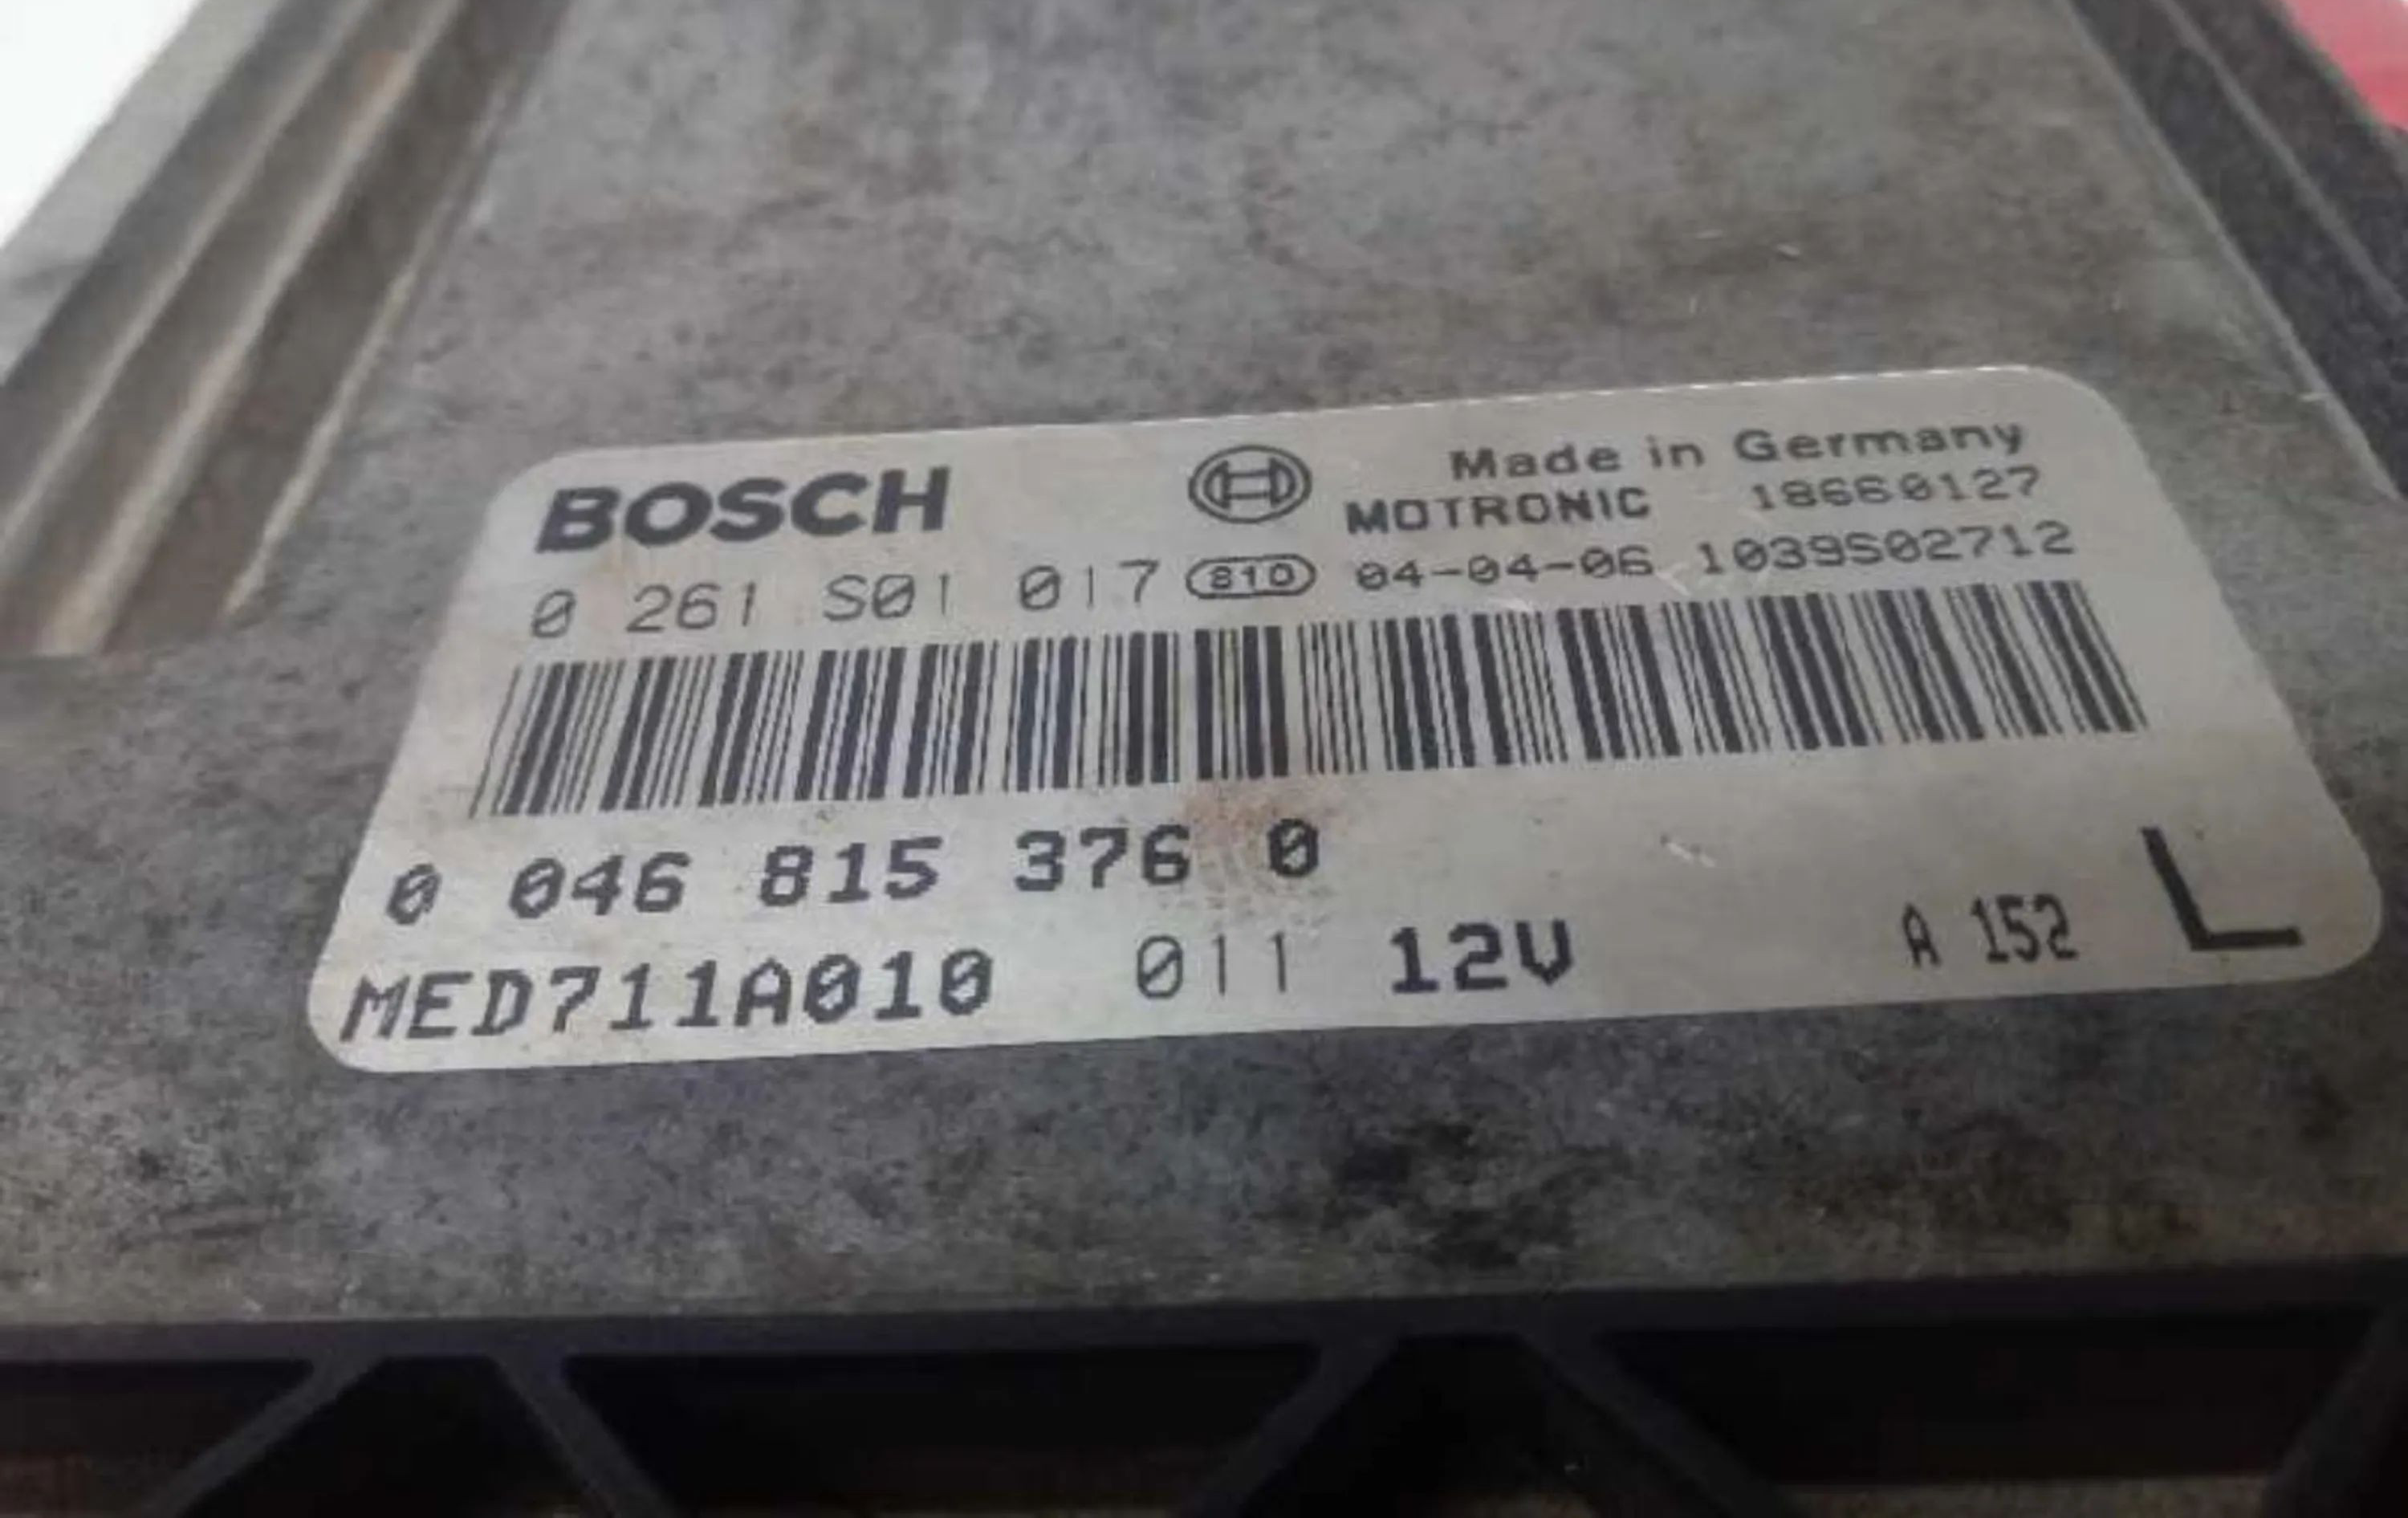 BOSCH
Made in Germany
MOTRONIC 18660127
0 261 S01 017 810 04-04-06 1039S02712
0 046 815 376 0
MED711A010 011 12V A 152 L